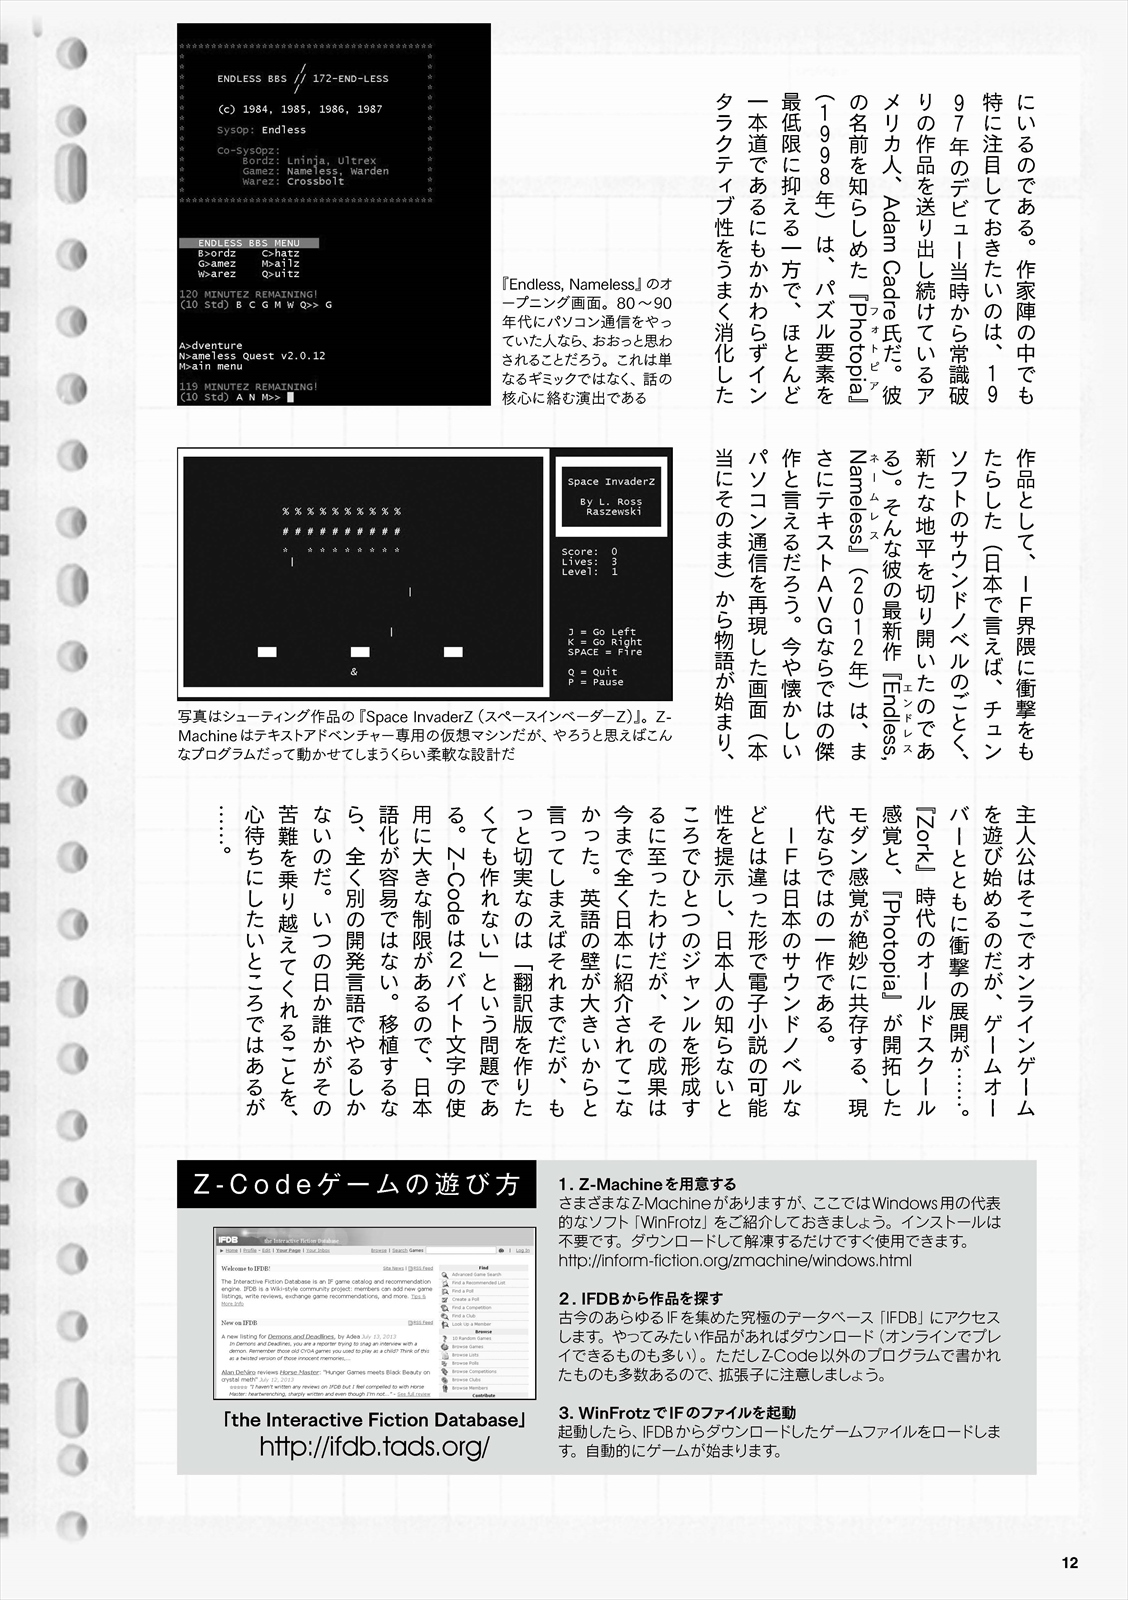 にいるのである。作家陣の中でも
特に注目しておきたいのは、19
97年のデビュー当時から常識破
りの作品を送り出し続けているア
メリカ人、Adam Cadre氏だ。彼
の名前を知らしめた『Photopia』
フォトピア
(1998年)は、パズル要素を
最低限に抑える一方で、ほとんど
一本道であるにもかかわらずイン
タラクティブ性をうまく消化した
作品として、IF界隈に衝撃をも
たらした(日本で言えば、チュン
ソフトのサウンドノベルのごとく、
新たな地平を切り開いたのであ
る)。そんな彼の最新作『Endless,
エンドレス
Nameless』(2012年)は、ま
ネームレス
さにテキストAVGならではの傑
作と言えるだろう。今や懐かしい
パソコン通信を再現した画面(本
当にそのまま)から物語が始まり、
主人公はそこでオンラインゲーム
を遊び始めるのだが、ゲームオー
バーとともに衝撃の展開が……。
『Zork』時代のオールドスクール
感覚と、『Photopia』が開拓した
モダン感覚が絶妙に共存する、現
代ならではの一作である。
IFは日本のサウンドノベルな
どとは違った形で電子小説の可能
性を提示し、日本人の知らないと
ころでひとつのジャンルを形成す
るに至ったわけだが、その成果は
今まで全く日本に紹介されてこな
かった。英語の壁が大きいからと
言ってしまえばそれまでだが、も
っと切実なのは「翻訳版を作りた
くても作れない」という問題であ
る。Z-Codeは2バイト文字の使
用に大きな制限があるので、日本
語化が容易ではない。移植するな
ら、全く別の開発言語でやるしか
ないのだ。いつの日か誰かがその
苦難を乗り越えてくれることを、
心待ちにしたいところではあるが
……。
ENDLESS BBS // 172-END-LESS
(c) 1984, 1985, 1986, 1987
SysOp: Endless
Co-SysOpz:
Bordz: Lninja, Ultrex
Gamez: Nameless, Warden
Warez: Crossbolt
ENDLESS BBS MENU
B>ordz C>hatz
G>amez M>ailz
W>arez Q>uitz
120 MINUTEZ REMAINING!
(10 Std) B C G M W Q>> G
A>dventure
N>ameless Quest v2.0.12
M>ain menu
119 MINUTEZ REMAINING!
(10 Std) A N M>>
『Endless, Nameless』のオ
ープニング画面。80〜90
年代にパソコン通信をやっ
ていた人なら、おおっと思わ
されることだろう。これは単
なるギミックではなく、話の
核心に絡む演出である
% % % % % % % % % %
# # # # # # # # # #
* * * * * * * * *
&
Space InvaderZ
By L. Ross
Raszewski
Score: 0
Lives: 3
Level: 1
J = Go Left
K = Go Right
SPACE = Fire
Q = Quit
P = Pause
写真はシューティング作品の『Space InvaderZ(スペースインベーダーZ)』。Z-
Machineはテキストアドベンチャー専用の仮想マシンだが、やろうと思えばこん
なプログラムだって動かせてしまうくらい柔軟な設計だ
Z-Codeゲームの遊び方
IFDB the Interactive Fiction Database
Home | Profile - Edit | Your Page | Your Inbox Browse | Search Games Log In
Welcome to IFDB!
Site News | RSS Feed
The Interactive Fiction Database is an IF game catalog and recommendation
engine. IFDB is a Wiki-style community project: members can add new game
listings, write reviews, exchange game recommendations, and more. Tips &
More Info
New on IFDB
RSS Feed
A new listing for Demons and Deadlines, by Adea July 13, 2013
In Demons and Deadlines, you are a reporter trying to snag an interview with a
demon. Remember those old CYOA games you used to play as a child? Think of this
as a twisted version of those innocent memories,...
Alan DeNiro reviews Horse Master: "Hunger Games meets Black Beauty on
crystal meth" July 12, 2013
"I haven't written any reviews on IFDB but I feel compelled to with Horse
Master: heartwrenching, sharply written and even though I'm not..." - See full review
Find
Advanced Game Search
Find a Recommended List
Find a Poll
Create a Poll
Find a Competition
Find a Club
Look Up a Member
Browse
10 Random Games
Browse Games
Browse Lists
Browse Polls
Browse Competitions
Browse Clubs
Browse Members
Contribute
「the Interactive Fiction Database」
http://ifdb.tads.org/
1. Z-Machineを用意する
さまざまなZ-Machineがありますが、ここではWindows用の代表
的なソフト「WinFrotz」をご紹介しておきましょう。インストールは
不要です。ダウンロードして解凍するだけですぐ使用できます。
http://inform-fiction.org/zmachine/windows.html
2. IFDBから作品を探す
古今のあらゆるIFを集めた究極のデータベース「IFDB」にアクセス
します。やってみたい作品があればダウンロード(オンラインでプレ
イできるものも多い)。ただしZ-Code以外のプログラムで書かれ
たものも多数あるので、拡張子に注意しましょう。
3. WinFrotzでIFのファイルを起動
起動したら、IFDBからダウンロードしたゲームファイルをロードしま
す。自動的にゲームが始まります。
12